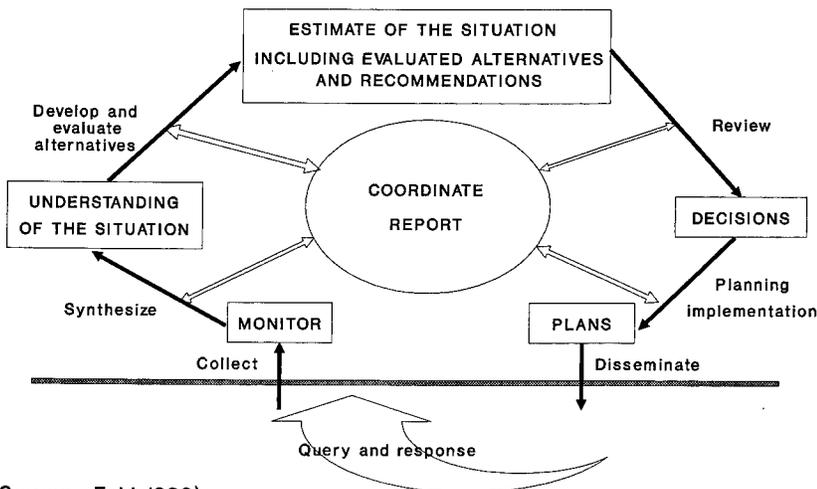 ESTIMATE OF THE SITUATION
INCLUDING EVALUATED ALTERNATIVES
AND RECOMMENDATIONS
Develop and
evaluate
alternatives
Review
COORDINATE
REPORT
UNDERSTANDING
OF THE SITUATION
DECISIONS
Synthesize
Planning
implementation
MONITOR
PLANS
Collect
Disseminate
Query and response